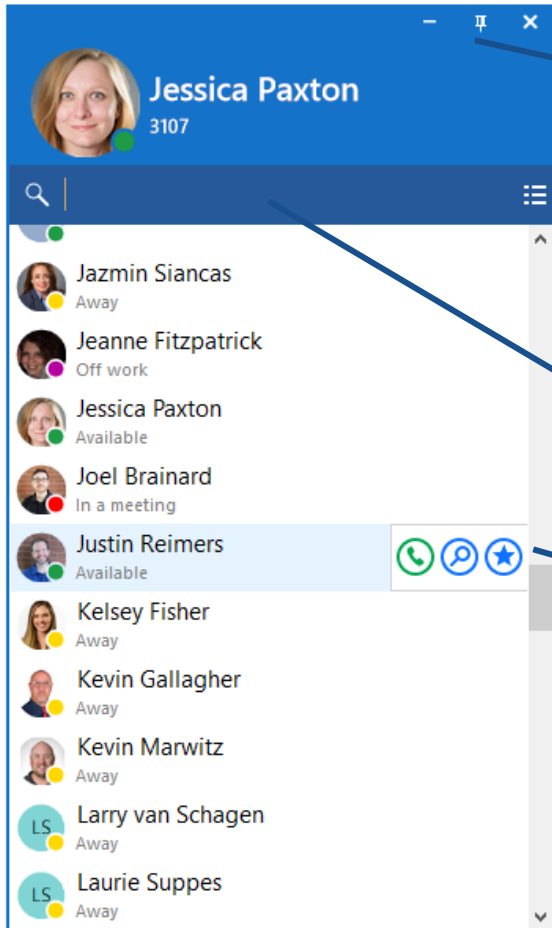 Jessica Paxton
3107
Jazmin Siancas
Away
Jeanne Fitzpatrick
Off work
Jessica Paxton
Available
Joel Brainard
In a meeting
Justin Reimers
Available
Kelsey Fisher
Away
Kevin Gallagher
Away
Kevin Marwitz
Away
LS
Larry van Schagen
Away
LS
Laurie Suppes
Away